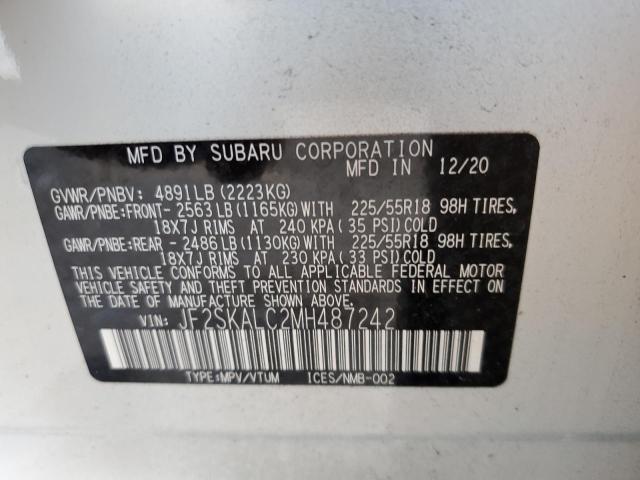 MFD BY SUBARU CORPORATION
MFD IN 12/20
GVWR/PNBV: 4891LB(2223KG)
GAWR/PNBE:FRONT- 2563LB(1165KG)WITH 225/55R18 98H TIRES,
18X7J RIMS AT 240 KPA(35 PSI)COLD
GAWR/PNBE:REAR - 2486LB(1130KG)WITH 225/55R18 98H TIRES,
18X7J RIMS AT 230 KPA(33 PSI)COLD
THIS VEHICLE CONFORMS TO ALL APPLICABLE FEDERAL MOTOR
VEHICLE SAFETY AND THEFT PREVENTION STANDARDS IN EFFECT
ON THE DATE OF MANUFACTURE SHOWN ABOVE.
VIN: JF2SKALC2MH487242
TYPE:MPV/VTUM ICES/NMB-002